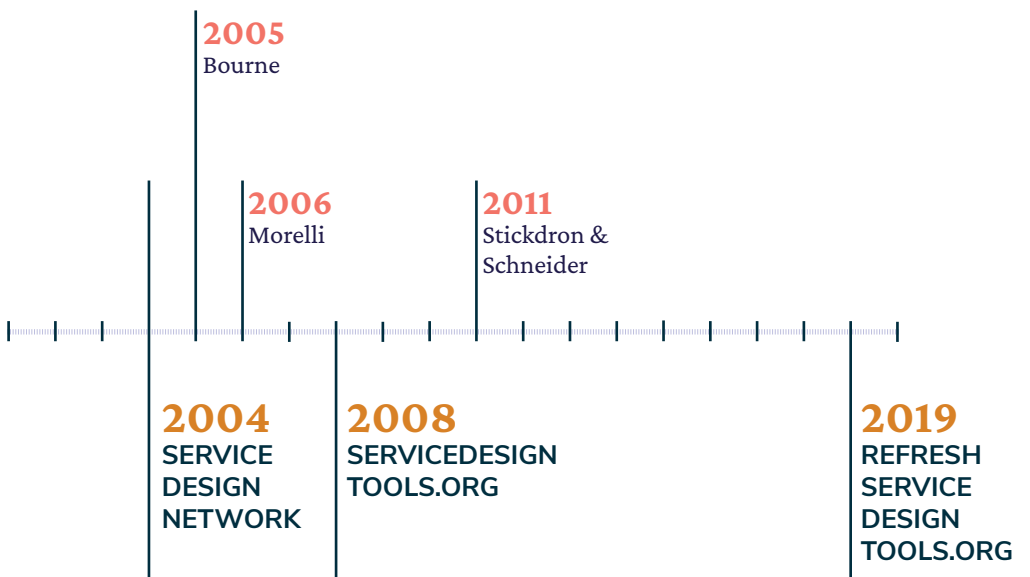 2005
Bourne
2006
Morelli
2011
Stickdron &
Schneider
2004
SERVICE
DESIGN
NETWORK
2008
SERVICEDESIGN
TOOLS.ORG
2019
REFRESH
SERVICE
DESIGN
TOOLS.ORG